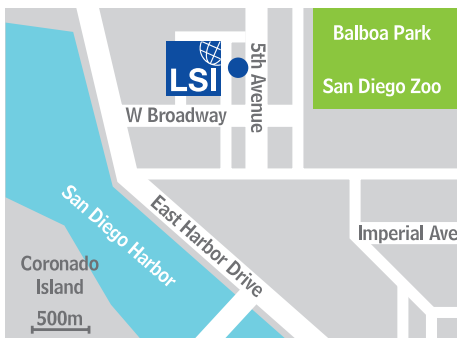 Balboa Park
San Diego Zoo
LSI
5th Avenue
W Broadway
San Diego Harbor
East Harbor Drive
Imperial Ave
Coronado
Island
500m